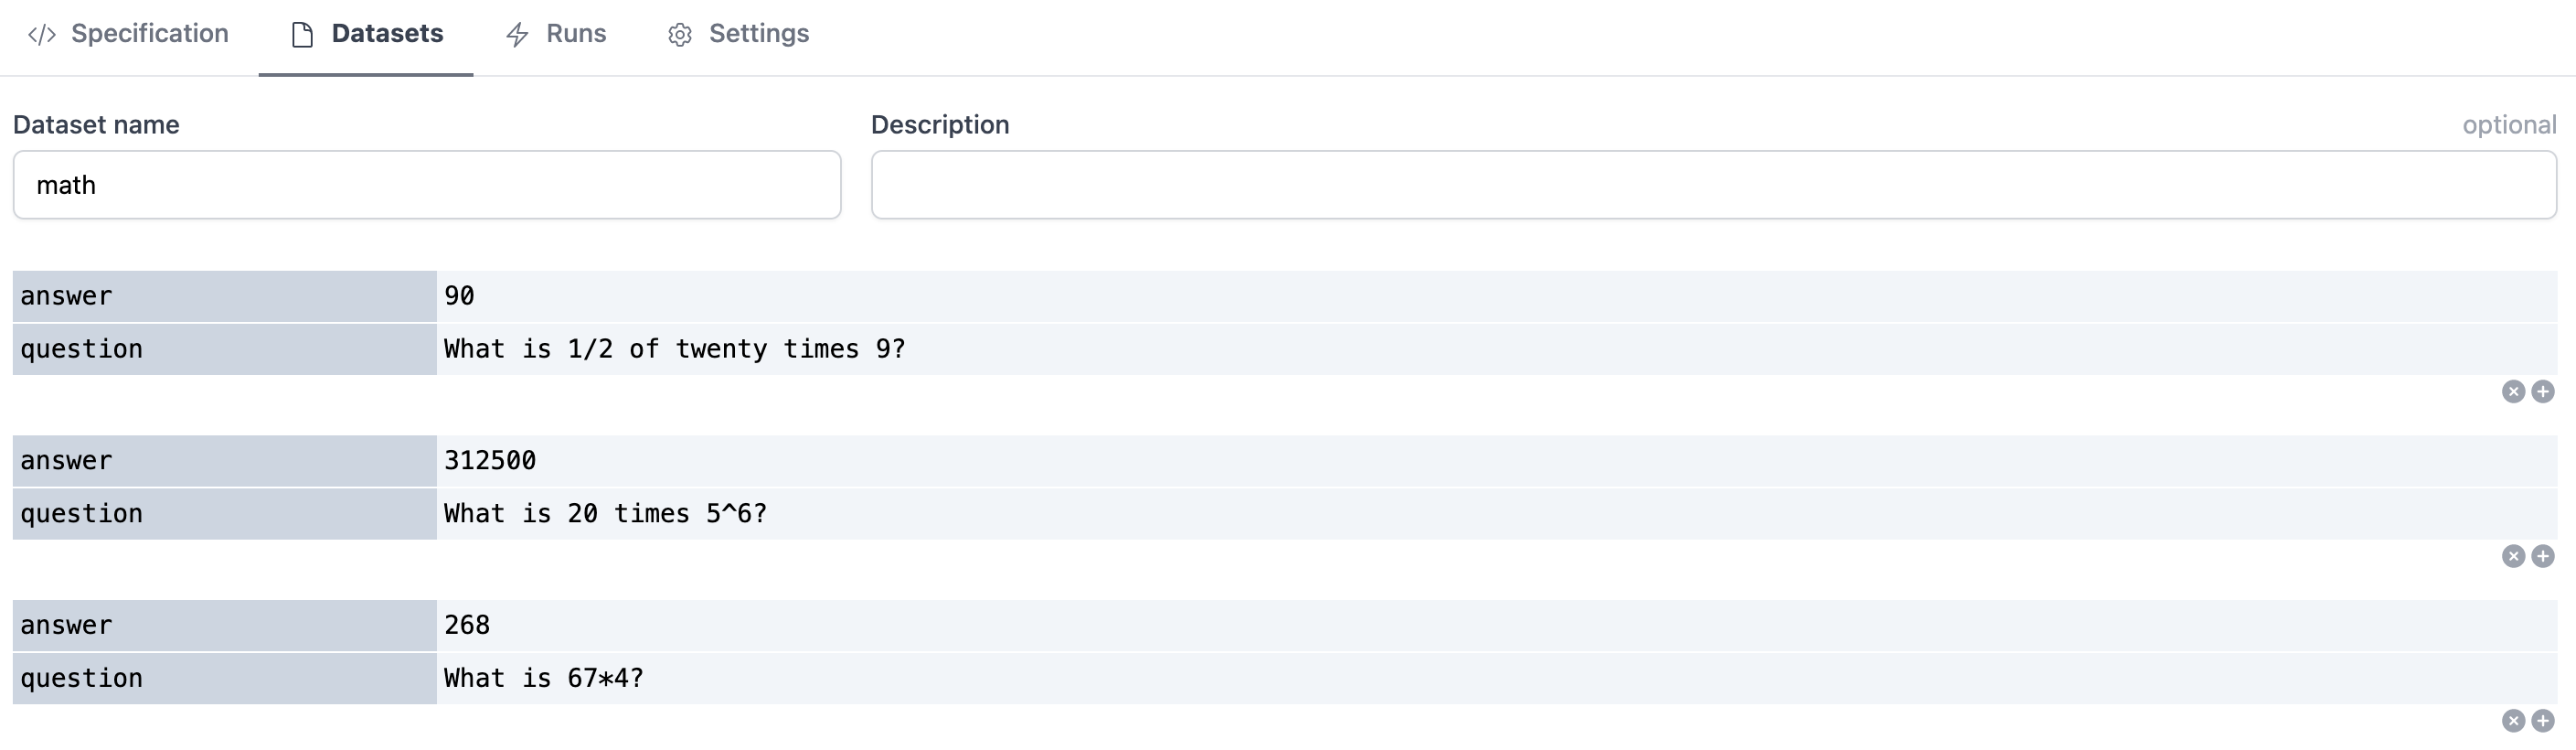 </> Specification Datasets Runs Settings
Dataset name Description optional
math
answer 90
question What is 1/2 of twenty times 9?
answer 312500
question What is 20 times 5^6?
answer 268
question What is 67*4?